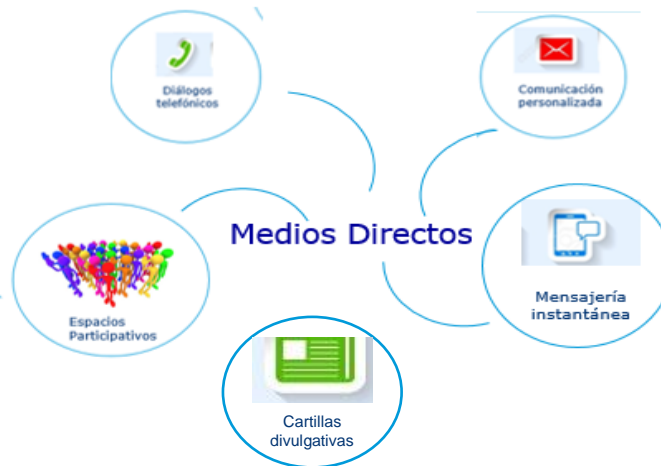 Diálogos
telefónicos
Comunicación
personalizada
Medios Directos
Espacios
Participativos
Mensajería
instantánea
Cartillas
divulgativas